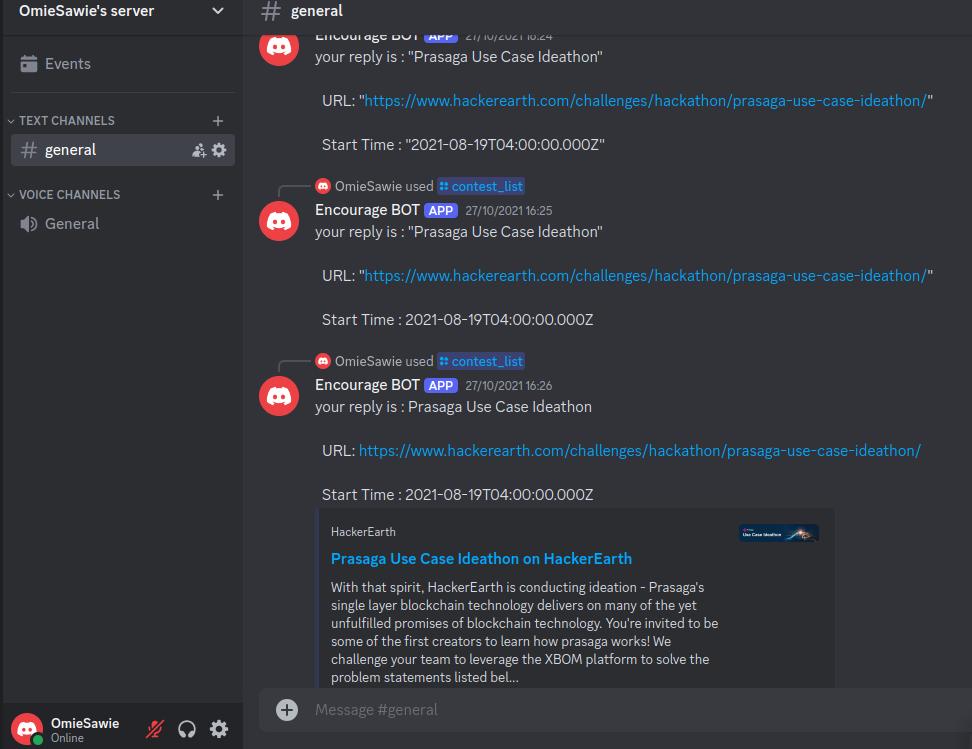 OmieSawie's server
Events
TEXT CHANNELS
general
VOICE CHANNELS
General
OmieSawie
Online
# general
Encourage BOT APP 27/10/2021 16:24
your reply is : "Prasaga Use Case Ideathon"
URL: "https://www.hackerearth.com/challenges/hackathon/prasaga-use-case-ideathon/"
Start Time : "2021-08-19T04:00:00.000Z"
OmieSawie used contest_list
Encourage BOT APP 27/10/2021 16:25
your reply is : "Prasaga Use Case Ideathon"
URL: "https://www.hackerearth.com/challenges/hackathon/prasaga-use-case-ideathon/"
Start Time : 2021-08-19T04:00:00.000Z
OmieSawie used contest_list
Encourage BOT APP 27/10/2021 16:26
your reply is : Prasaga Use Case Ideathon
URL: https://www.hackerearth.com/challenges/hackathon/prasaga-use-case-ideathon/
Start Time : 2021-08-19T04:00:00.000Z
HackerEarth
Prasaga Use Case Ideathon on HackerEarth
With that spirit, HackerEarth is conducting ideation - Prasaga's
single layer blockchain technology delivers on many of the yet
unfulfilled promises of blockchain technology. You're invited to be
some of the first creators to learn how prasaga works! We
challenge your team to leverage the XBOM platform to solve the
problem statements listed bel...
Use Case Ideathon
Message #general